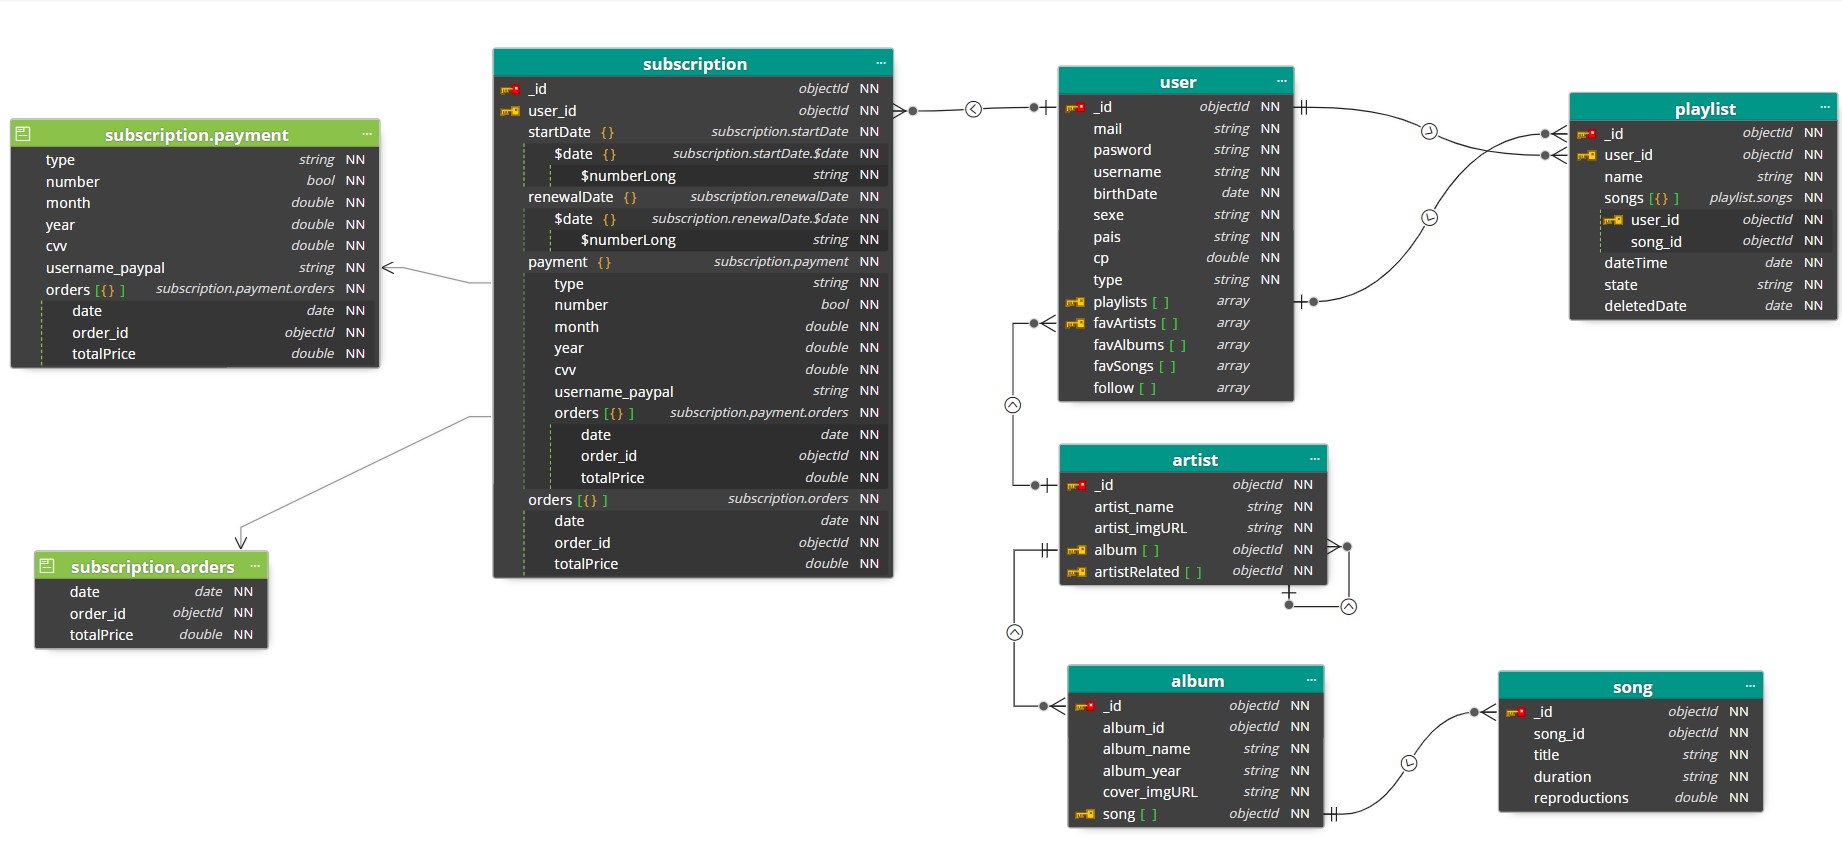 subscription.payment ...
type string NN
number bool NN
month double NN
year double NN
cvv double NN
username_paypal string NN
orders [{} ] subscription.payment.orders NN
date date NN
order_id objectId NN
totalPrice double NN
subscription.orders ...
date date NN
order_id objectId NN
totalPrice double NN
subscription ...
_id objectId NN
user_id objectId NN
startDate {} subscription.startDate NN
$date {} subscription.startDate.$date NN
$numberLong string NN
renewalDate {} subscription.renewalDate NN
$date {} subscription.renewalDate.$date NN
$numberLong string NN
payment {} subscription.payment NN
type string NN
number bool NN
month double NN
year double NN
cvv double NN
username_paypal string NN
orders [{} ] subscription.payment.orders NN
date date NN
order_id objectId NN
totalPrice double NN
orders [{} ] subscription.orders NN
date date NN
order_id objectId NN
totalPrice double NN
user ...
_id objectId NN
mail string NN
pasword string NN
username string NN
birthDate date NN
sexe string NN
pais string NN
cp double NN
type string NN
playlists [ ] array
favArtists [ ] array
favAlbums [ ] array
favSongs [ ] array
follow [ ] array
playlist ...
_id objectId NN
user_id objectId NN
name string NN
songs [{} ] playlist.songs NN
user_id objectId NN
song_id objectId NN
dateTime date NN
state string NN
deletedDate date NN
artist ...
_id objectId NN
artist_name string NN
artist_imgURL string NN
album [ ] objectId NN
artistRelated [ ] objectId NN
album ...
_id objectId NN
album_id objectId NN
album_name string NN
album_year string NN
cover_imgURL string NN
song [ ] objectId NN
song ...
_id objectId NN
song_id objectId NN
title string NN
duration string NN
reproductions double NN